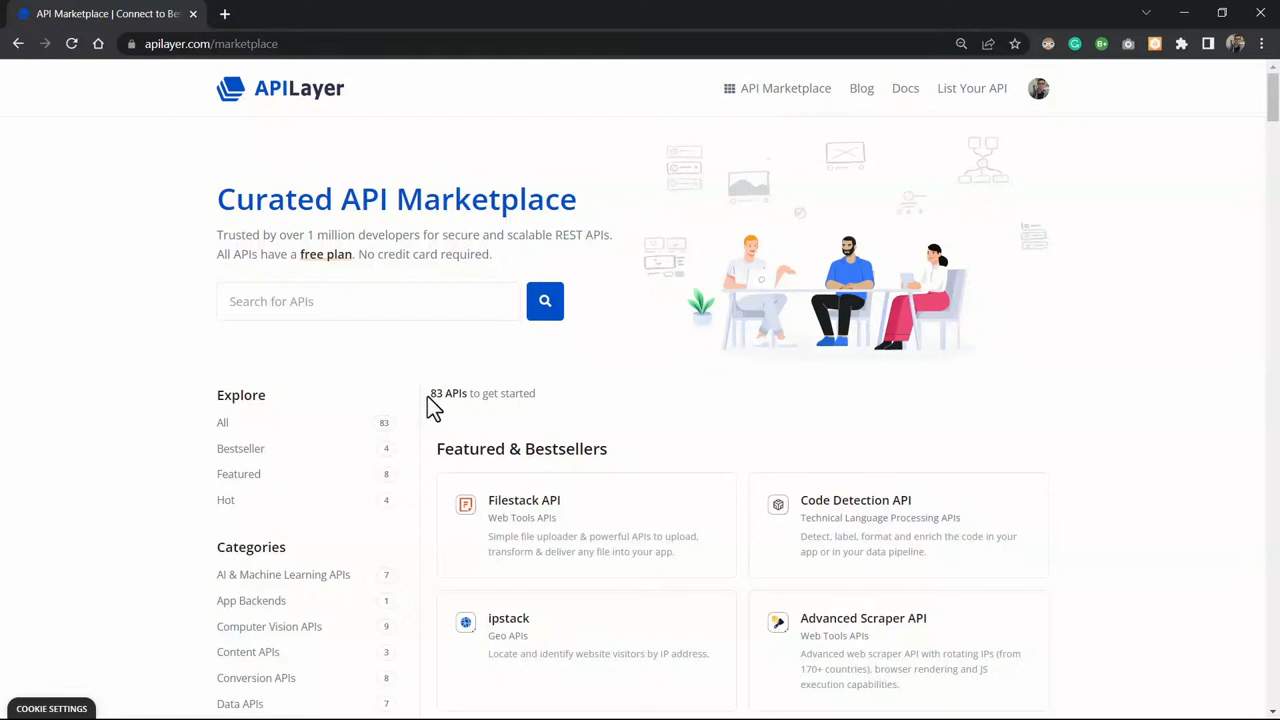 API Marketplace | Connect to Be
apilayer.com/marketplace
APILayer
API Marketplace
Blog
Docs
List Your API
Curated API Marketplace
Trusted by over 1 million developers for secure and scalable REST APIs.
All APIs have a free plan. No credit card required.
Search for APIs
Explore
All 83
Bestseller 4
Featured 8
Hot 4
Categories
AI & Machine Learning APIs 7
App Backends 1
Computer Vision APIs 9
Content APIs 3
Conversion APIs 8
Data APIs 7
83 APIs to get started
Featured & Bestsellers
Filestack API
Web Tools APIs
Simple file uploader & powerful APIs to upload,
transform & deliver any file into your app.
Code Detection API
Technical Language Processing APIs
Detect, label, format and enrich the code in your
app or in your data pipeline.
ipstack
Geo APIs
Locate and identify website visitors by IP address.
Advanced Scraper API
Web Tools APIs
Advanced web scraper API with rotating IPs (from
170+ countries), browser rendering and JS
execution capabilities.
COOKIE SETTINGS